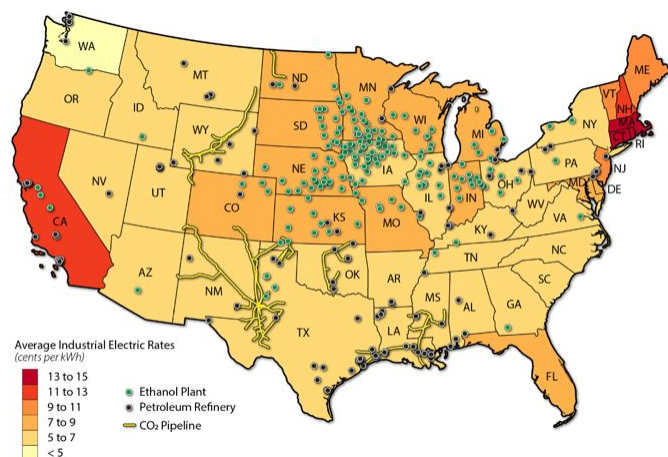 WA
MT
ND
MN
ME
VT
NH
MA
CT
RI
OR
ID
WY
SD
WI
MI
NY
NV
UT
CO
NE
IA
IL
IN
OH
PA
NJ
MD
DE
CA
KS
MO
KY
WV
VA
AZ
NM
OK
AR
TN
NC
SC
TX
LA
MS
AL
GA
FL
Average Industrial Electric Rates
(cents per kWh)
13 to 15
11 to 13
9 to 11
7 to 9
5 to 7
< 5
Ethanol Plant
Petroleum Refinery
CO₂ Pipeline